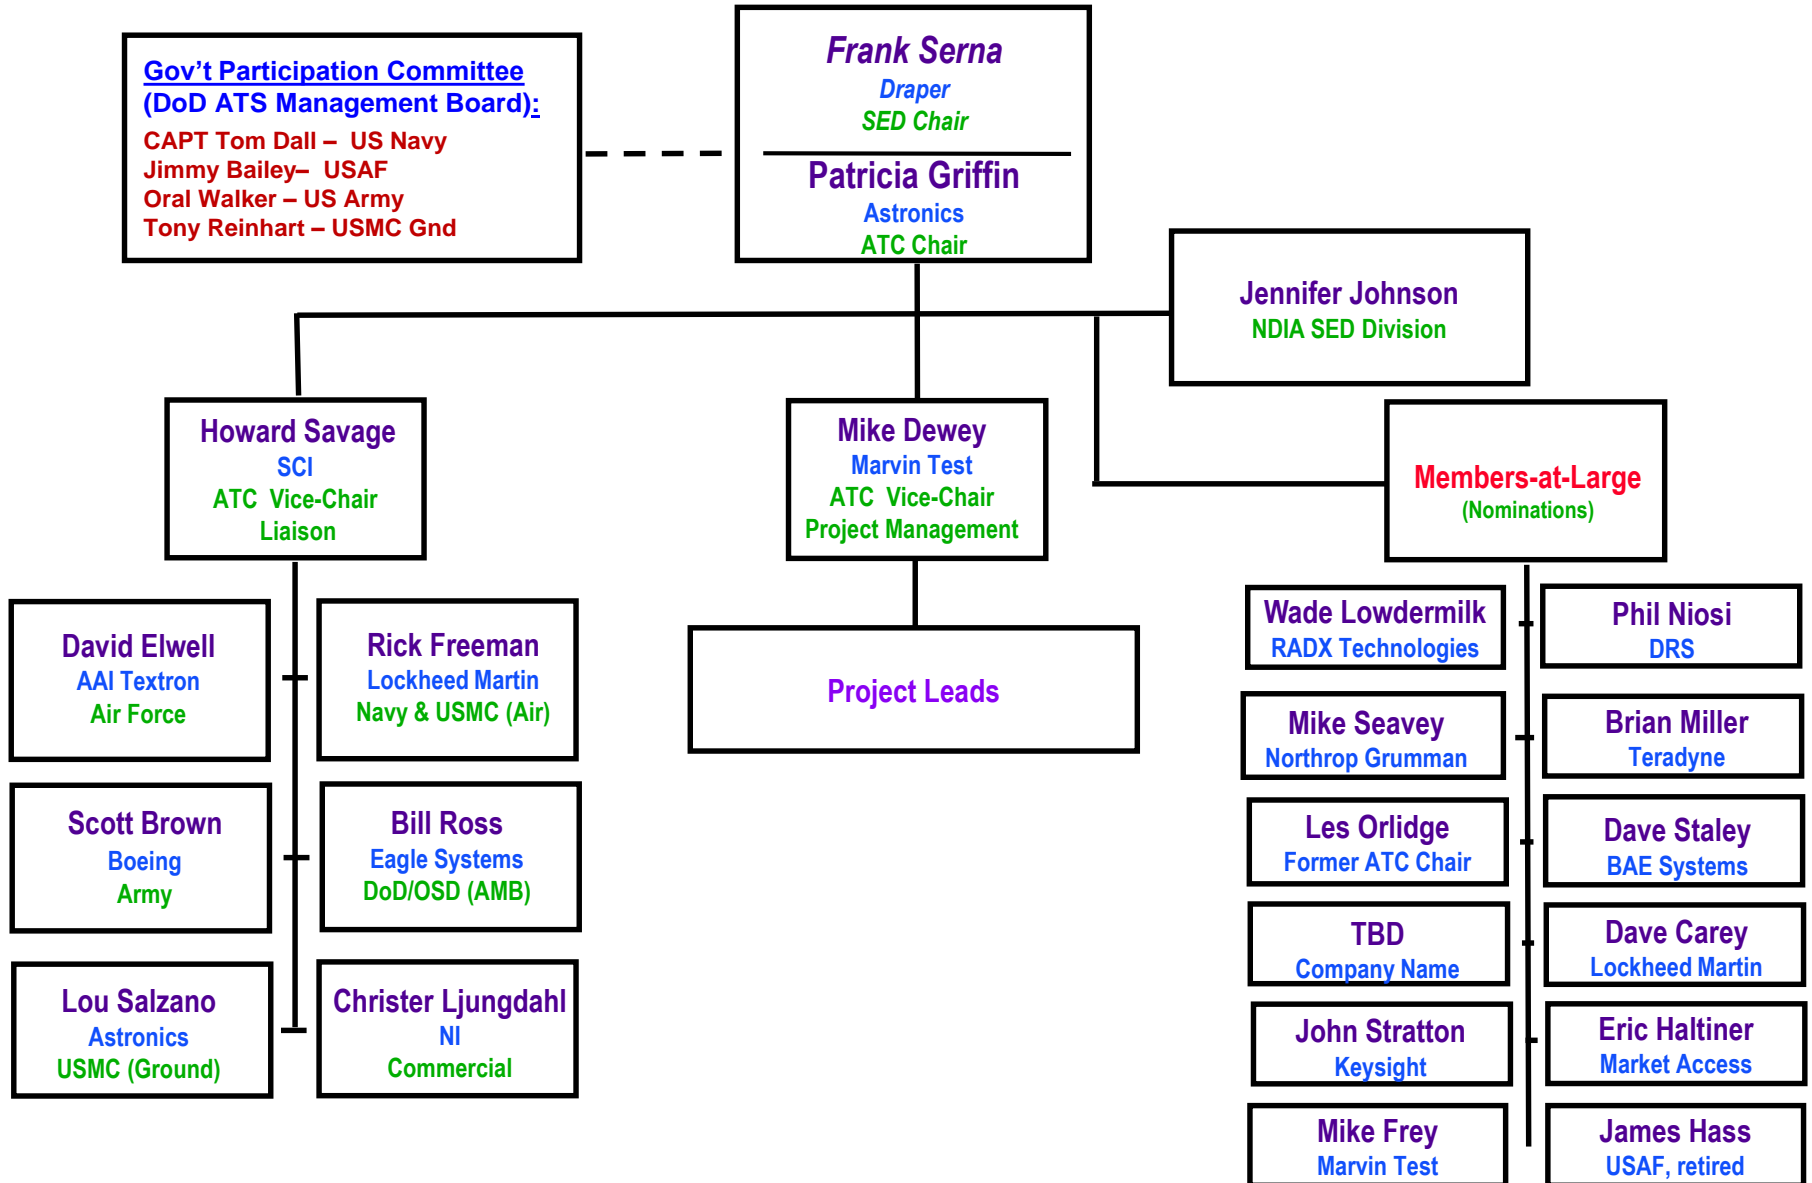 Gov't Participation Committee
(DoD ATS Management Board):
CAPT Tom Dall – US Navy
Jimmy Bailey– USAF
Oral Walker – US Army
Tony Reinhart – USMC Gnd
Frank Serna
Draper
SED Chair
Patricia Griffin
Astronics
ATC Chair
Jennifer Johnson
NDIA SED Division
Howard Savage
SCI
ATC Vice-Chair
Liaison
Mike Dewey
Marvin Test
ATC Vice-Chair
Project Management
Members-at-Large
(Nominations)
David Elwell
AAI Textron
Air Force
Rick Freeman
Lockheed Martin
Navy & USMC (Air)
Scott Brown
Boeing
Army
Bill Ross
Eagle Systems
DoD/OSD (AMB)
Lou Salzano
Astronics
USMC (Ground)
Christer Ljungdahl
NI
Commercial
Project Leads
Wade Lowdermilk
RADX Technologies
Phil Niosi
DRS
Mike Seavey
Northrop Grumman
Brian Miller
Teradyne
Les Orlidge
Former ATC Chair
Dave Staley
BAE Systems
TBD
Company Name
Dave Carey
Lockheed Martin
John Stratton
Keysight
Eric Haltiner
Market Access
Mike Frey
Marvin Test
James Hass
USAF, retired